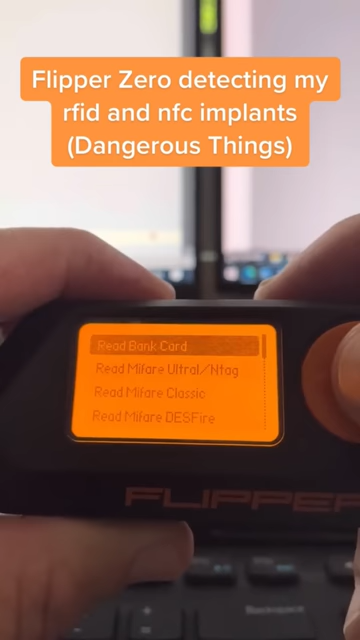 Flipper Zero detecting my
rfid and nfc implants
(Dangerous Things)
Read Bank Card
Read Mifare Ultral/Ntag
Read Mifare Classic
Read Mifare DESFire
FLIPPER
Backspace